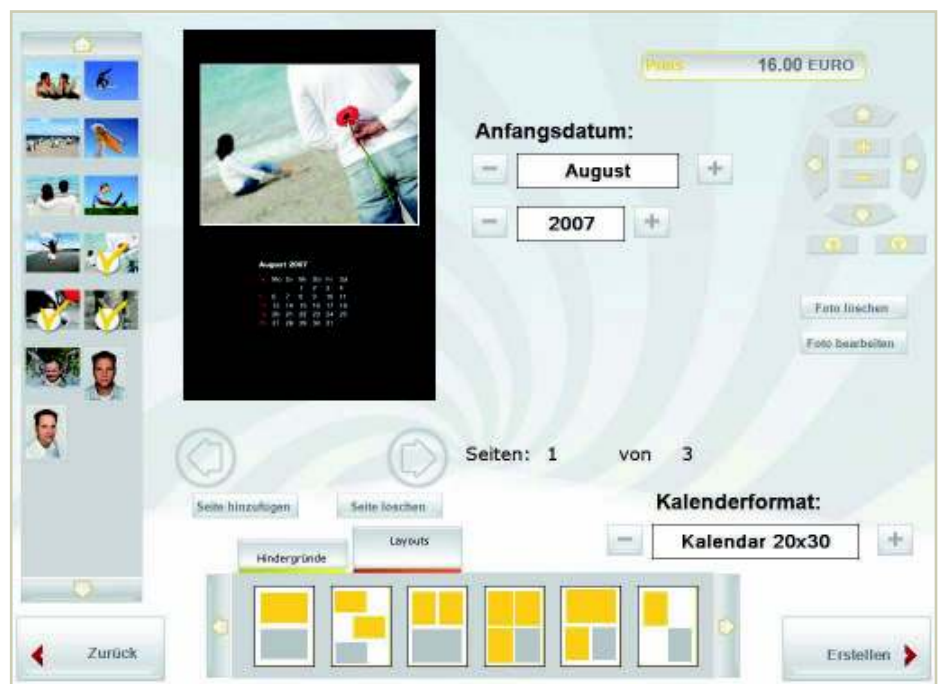 Preis 16.00 EURO
Anfangsdatum:
August
2007
August 2007
Foto löschen
Foto bearbeiten
Seiten: 1 von 3
Seite hinzufügen
Seite löschen
Kalenderformat:
Kalendar 20x30
Hindergründe
Layouts
Zurück
Erstellen